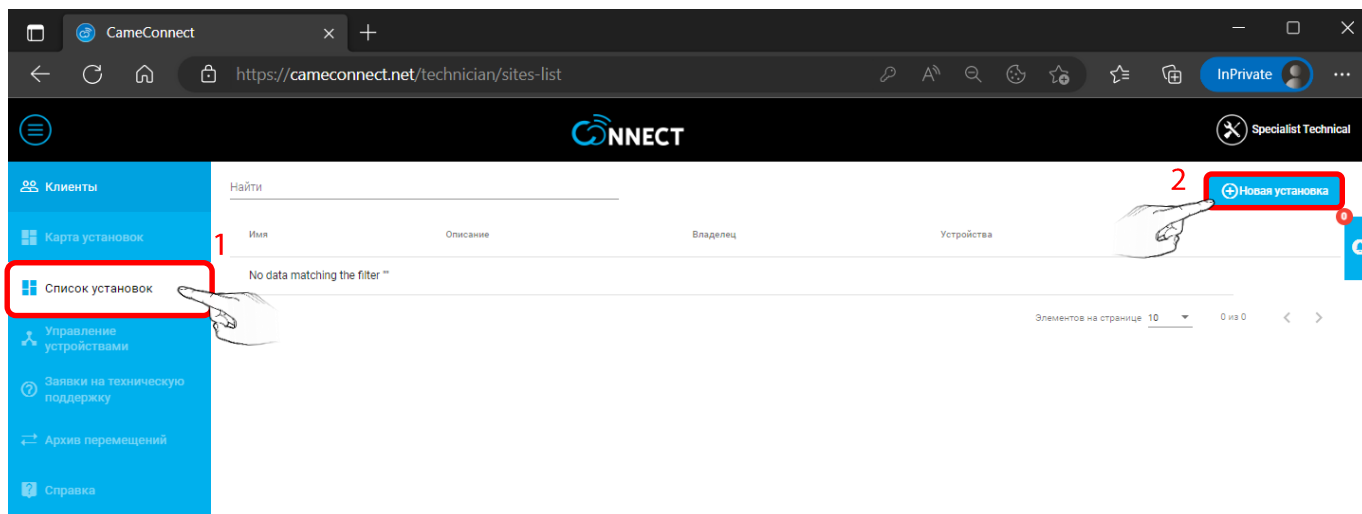 CameConnect
https://cameconnect.net/technician/sites-list
InPrivate
CONNECT
Specialist Technical
Клиенты
Найти
2
Новая установка
0
Карта установок
1
Имя Описание Владелец Устройства
No data matching the filter ""
Список установок
Элементов на странице 10 0 из 0
Управление
устройствами
Заявки на техническую
поддержку
Архив перемещений
Справка